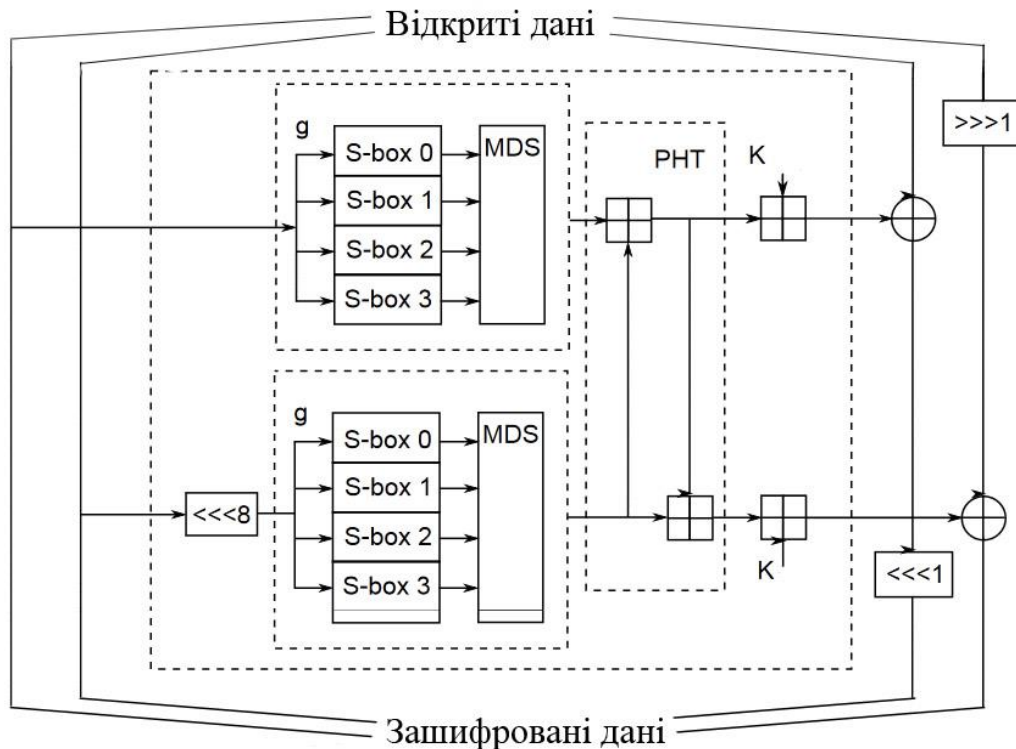 Відкриті дані
>>>1
g
S-box 0
S-box 1
S-box 2
S-box 3
MDS
PHT
K
g
S-box 0
S-box 1
S-box 2
S-box 3
MDS
<<<8
K
<<<1
Зашифровані дані